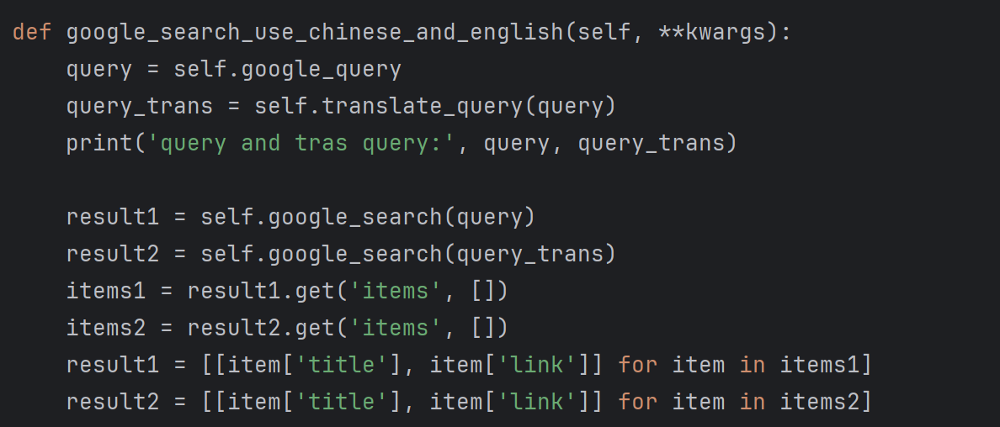 def google_search_use_chinese_and_english(self, **kwargs):
    query = self.google_query
    query_trans = self.translate_query(query)
    print('query and tras query:', query, query_trans)

    result1 = self.google_search(query)
    result2 = self.google_search(query_trans)
    items1 = result1.get('items', [])
    items2 = result2.get('items', [])
    result1 = [[item['title'], item['link']] for item in items1]
    result2 = [[item['title'], item['link']] for item in items2]